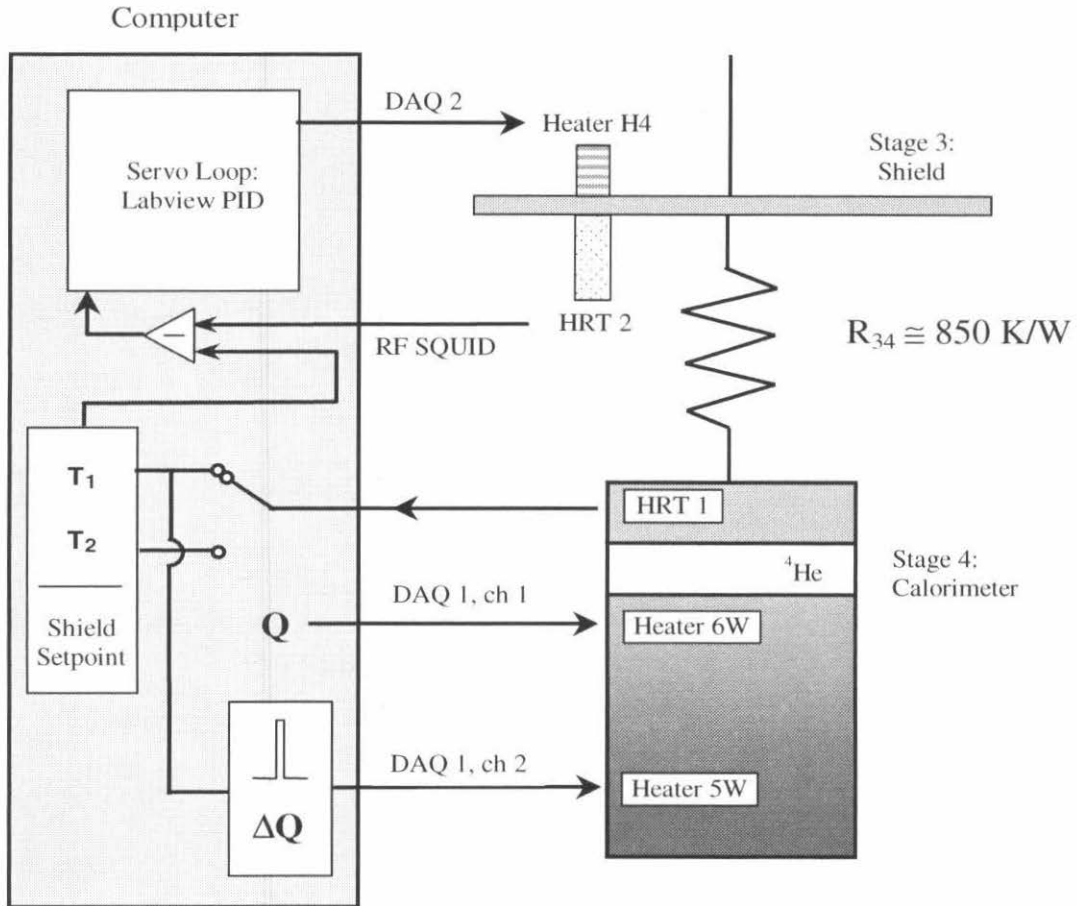 Computer
DAQ 2
Heater H4
Stage 3:
Shield
Servo Loop:
Labview PID
−
RF SQUID
HRT 2
R₃₄ ≅ 850 K/W
T₁
T₂
Shield
Setpoint
HRT 1
⁴He
Stage 4:
Calorimeter
DAQ 1, ch 1
Q
Heater 6W
DAQ 1, ch 2
Heater 5W
ΔQ